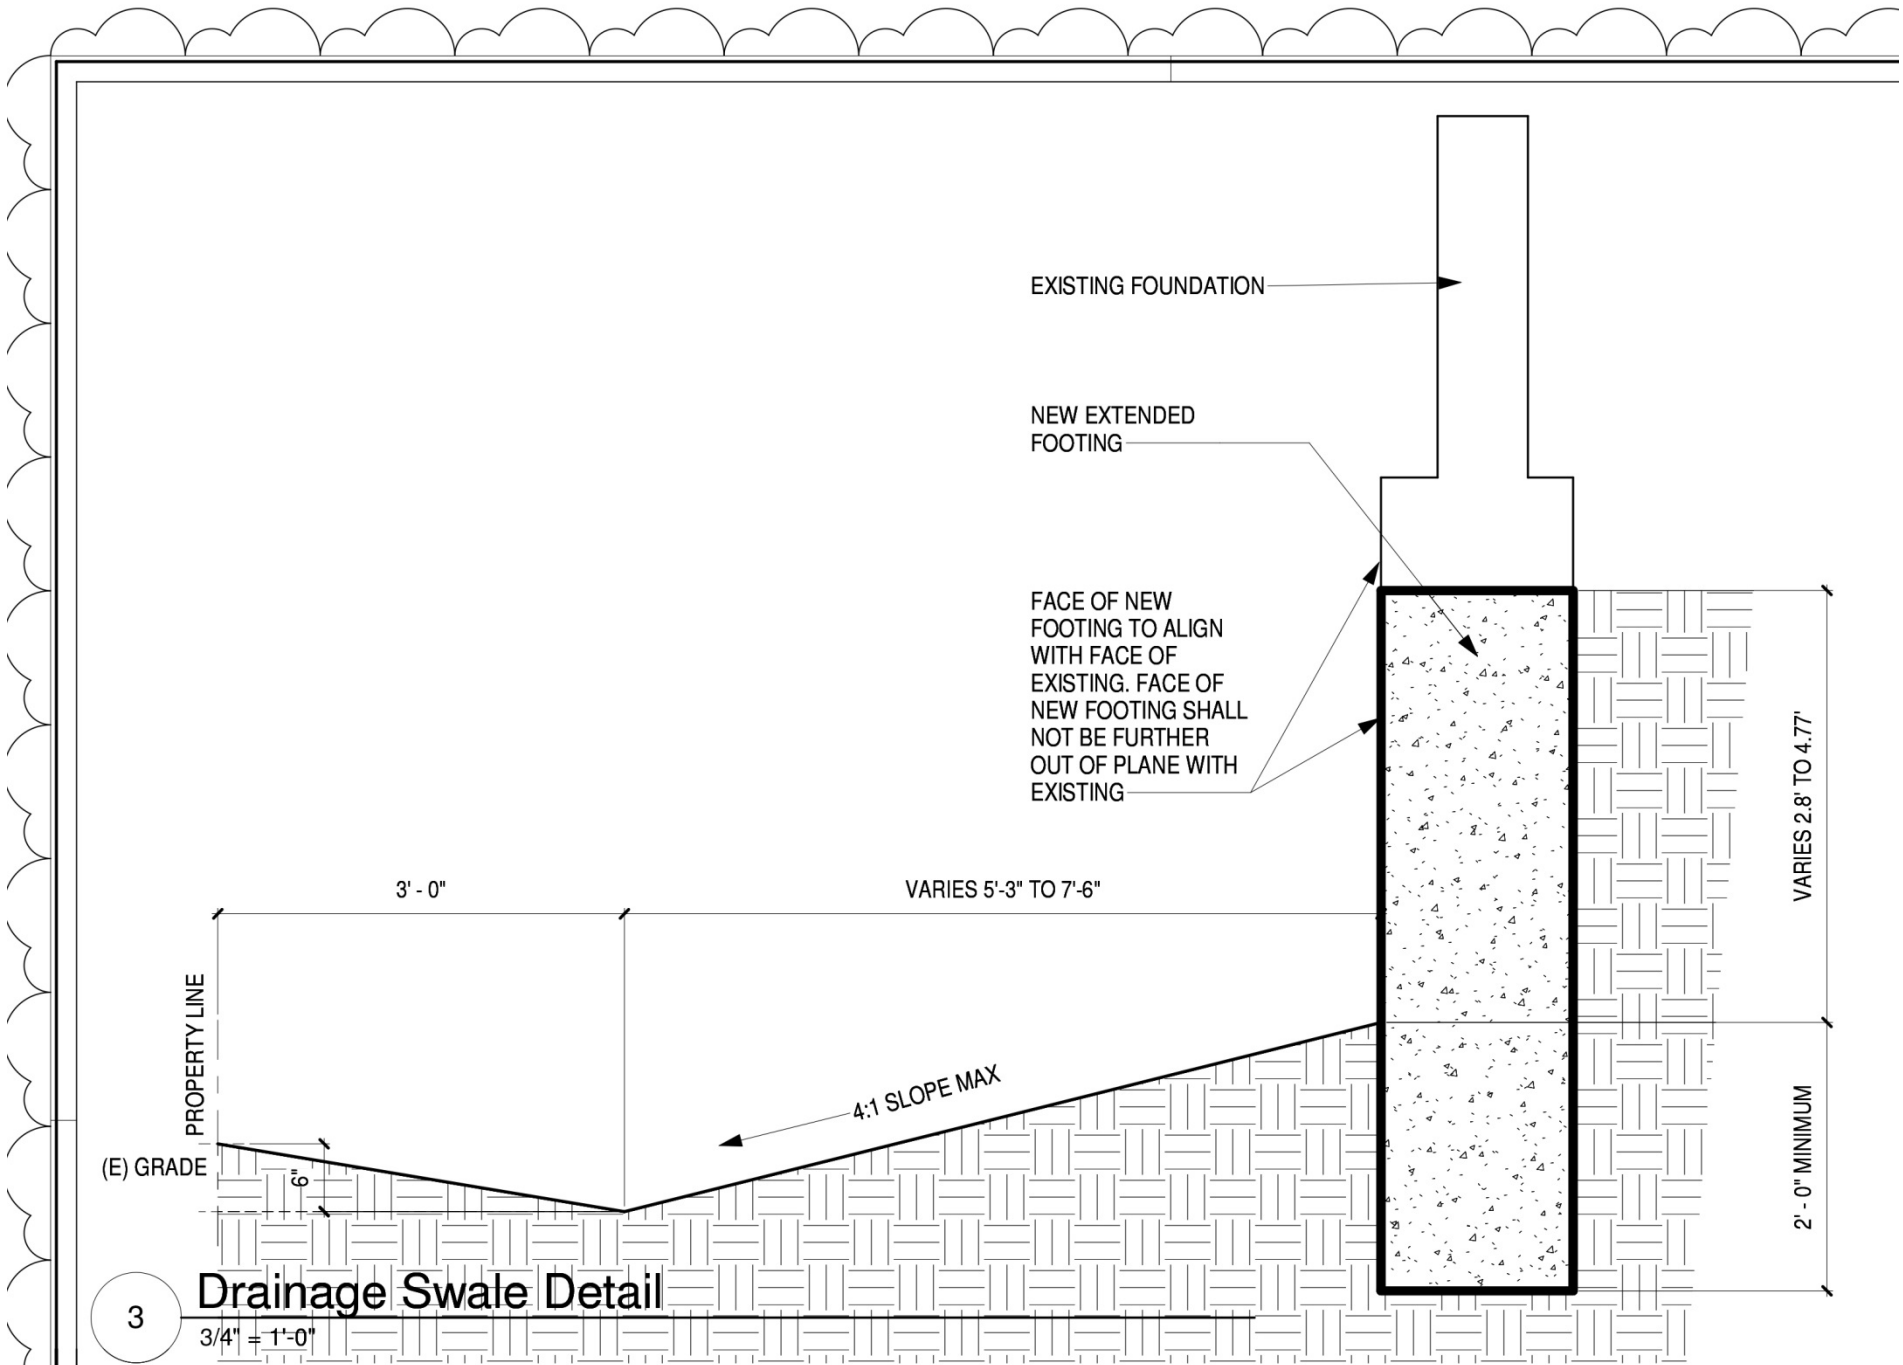 EXISTING FOUNDATION
NEW EXTENDED
FOOTING
FACE OF NEW
FOOTING TO ALIGN
WITH FACE OF
EXISTING. FACE OF
NEW FOOTING SHALL
NOT BE FURTHER
OUT OF PLANE WITH
EXISTING
3' - 0"
VARIES 5'-3" TO 7'-6"
VARIES 2.8' TO 4.77'
PROPERTY LINE
4:1 SLOPE MAX
(E) GRADE
6"
2' - 0" MINIMUM
3
Drainage Swale Detail
3/4" = 1'-0"